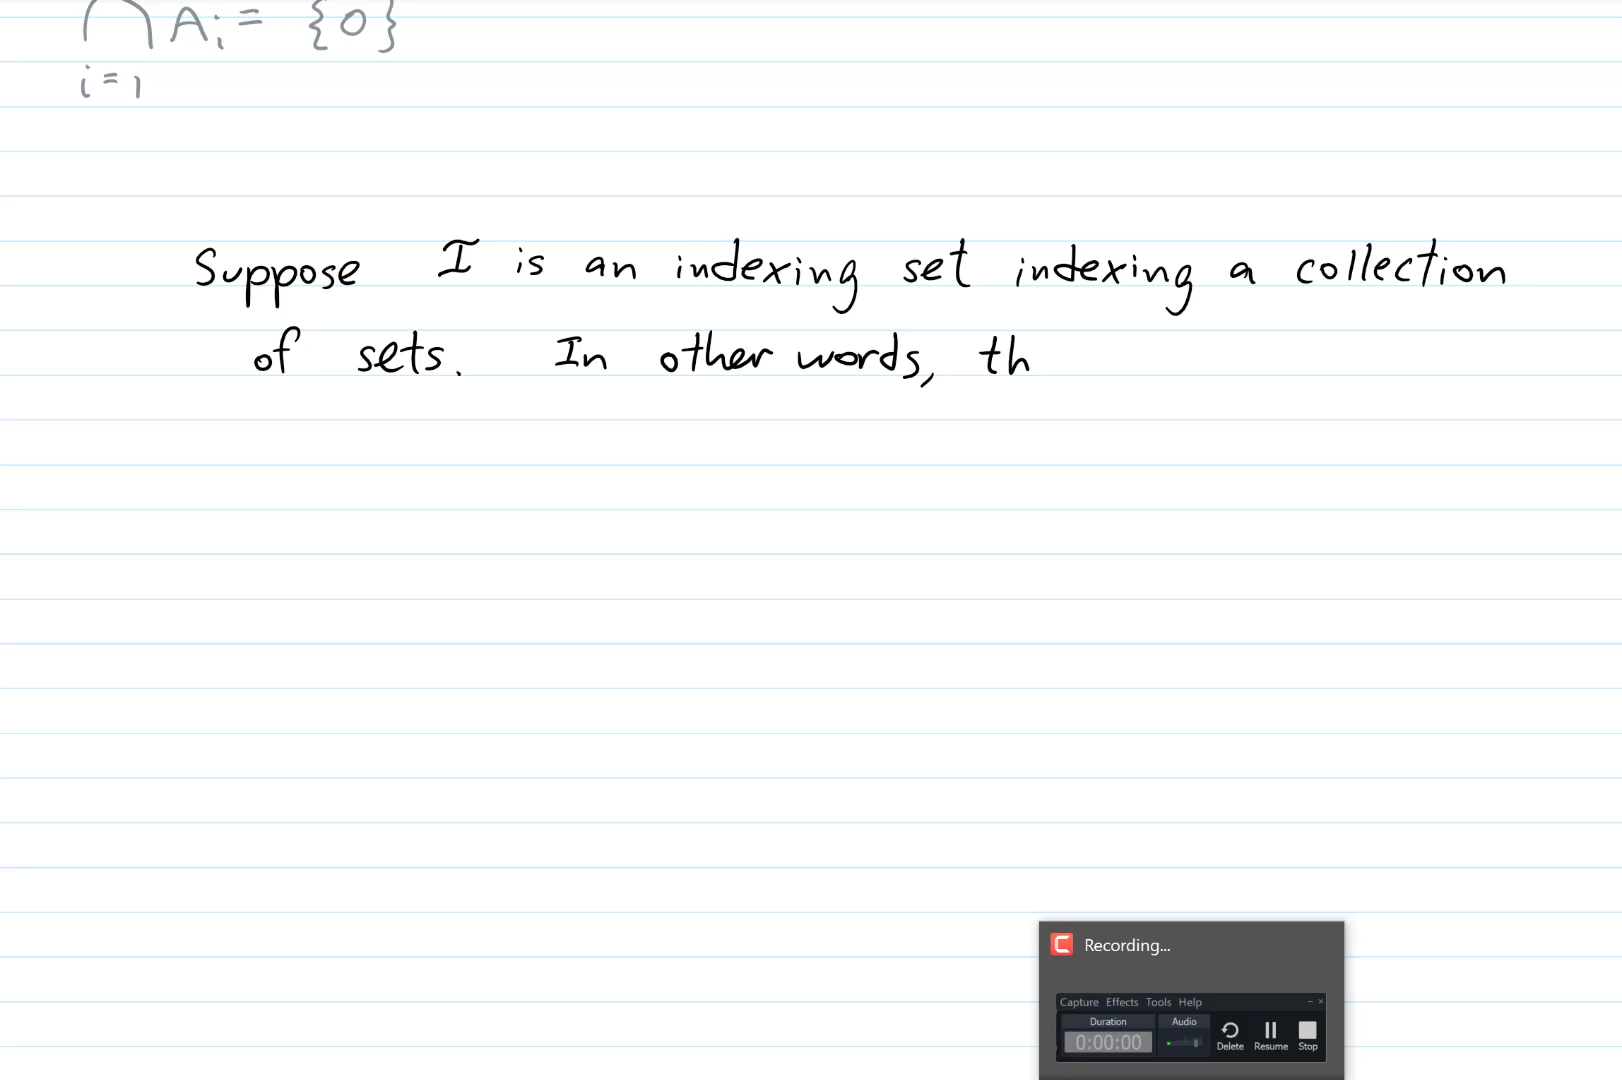 ⋂ Aᵢ = {0}
i = 1
Suppose I is an indexing set indexing a collection
of sets. In other words, th
Recording...
Capture Effects Tools Help
Duration Audio
0:00:00
Delete Resume Stop